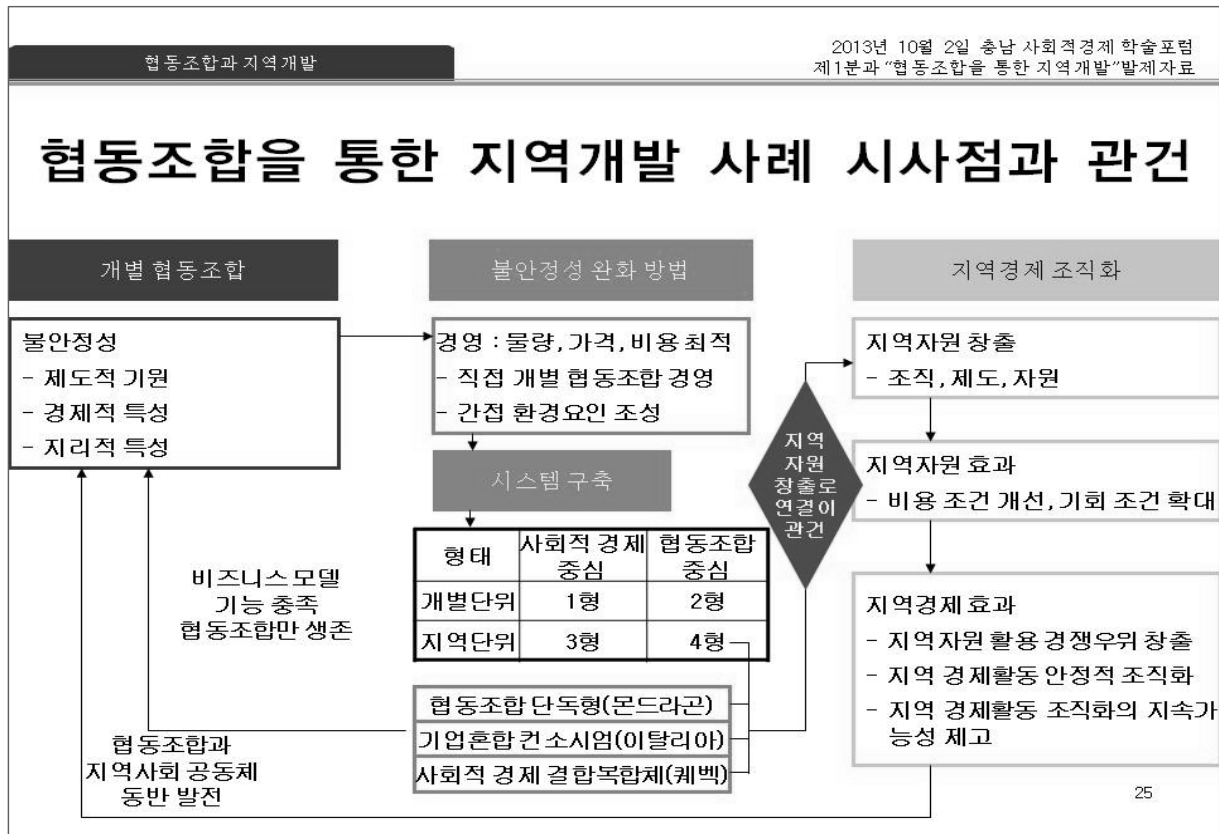 협동조합과 지역개발
2013년 10월 2일 충남 사회적경제 학술포럼
제1분과 “협동조합을 통한 지역개발”발제자료
협동조합을 통한 지역개발 사례 시사점과 관건
개별 협동조합
불안정성
- 제도적 기원
- 경제적 특성
- 지리적 특성
불안정성 완화 방법
경영 : 물량, 가격, 비용 최적
- 직접 개별 협동조합 경영
- 간접 환경요인 조성
시스템 구축
형태 사회적 경제 중심 협동조합 중심
개별단위 1형 2형
지역단위 3형 4형
협동조합 단독형(몬드라곤)
기업혼합 컨소시엄(이탈리아)
사회적 경제 결합복합체(퀘벡)
비즈니스 모델
기능 충족
협동조합만 생존
협동조합과
지역사회 공동체
동반 발전
지역
자원
창출로
연결이
관건
지역경제 조직화
지역자원 창출
- 조직, 제도, 자원
지역자원 효과
- 비용 조건 개선, 기회 조건 확대
지역경제 효과
- 지역자원 활용 경쟁우위 창출
- 지역 경제활동 안정적 조직화
- 지역 경제활동 조직화의 지속가
능성 제고
25